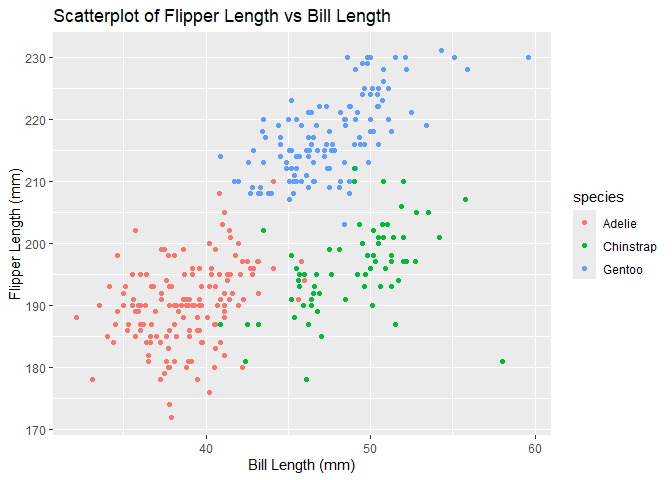 Scatterplot of Flipper Length vs Bill Length
Flipper Length (mm)
230
220
210
200
190
180
170
40
50
60
Bill Length (mm)
species
Adelie
Chinstrap
Gentoo